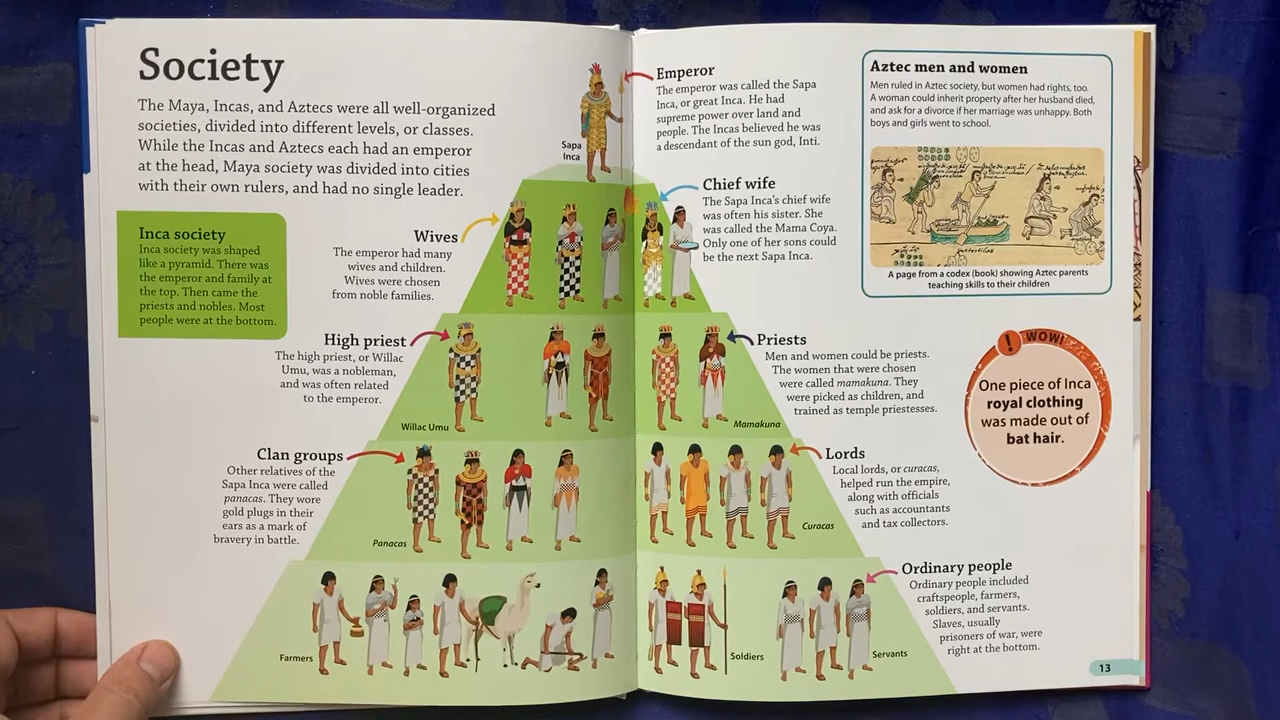 Society
The Maya, Incas, and Aztecs were all well-organized
societies, divided into different levels, or classes.
While the Incas and Aztecs each had an emperor
at the head, Maya society was divided into cities
with their own rulers, and had no single leader.
Inca society
Inca society was shaped
like a pyramid. There was
the emperor and family at
the top. Then came the
priests and nobles. Most
people were at the bottom.
Sapa
Inca
Emperor
The emperor was called the Sapa
Inca, or great Inca. He had
supreme power over land and
people. The Incas believed he was
a descendant of the sun god, Inti.
Wives
The emperor had many
wives and children.
Wives were chosen
from noble families.
Chief wife
The Sapa Inca's chief wife
was often his sister. She
was called the Mama Coya.
Only one of her sons could
be the next Sapa Inca.
High priest
The high priest, or Willac
Umu, was a nobleman,
and was often related
to the emperor.
Willac Umu
Priests
Men and women could be priests.
The women that were chosen
were called mamakuna. They
were picked as children, and
trained as temple priestesses.
Mamakuna
Clan groups
Other relatives of the
Sapa Inca were called
panacas. They wore
gold plugs in their
ears as a mark of
bravery in battle.
Panacas
Lords
Local lords, or curacas,
helped run the empire,
along with officials
such as accountants
and tax collectors.
Curacas
Ordinary people
Ordinary people included
craftspeople, farmers,
soldiers, and servants.
Slaves, usually
prisoners of war, were
right at the bottom.
Farmers
Soldiers
Servants
Aztec men and women
Men ruled in Aztec society, but women had rights, too.
A woman could inherit property after her husband died,
and ask for a divorce if her marriage was unhappy. Both
boys and girls went to school.
A page from a codex (book) showing Aztec parents
teaching skills to their children
! WOW!
One piece of Inca
royal clothing
was made out of
bat hair.
13